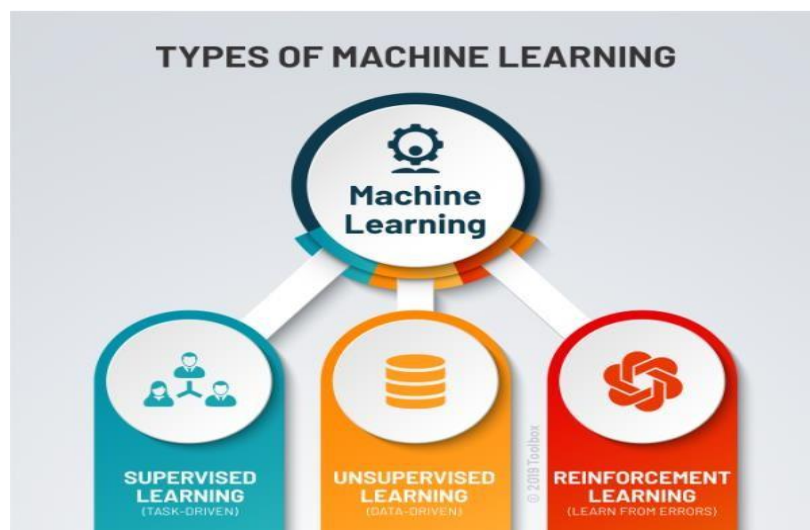 TYPES OF MACHINE LEARNING
Machine
Learning
SUPERVISED
LEARNING
(TASK-DRIVEN)
UNSUPERVISED
LEARNING
(DATA-DRIVEN)
REINFORCEMENT
LEARNING
(LEARN FROM ERRORS)
© 2019 Toolbox